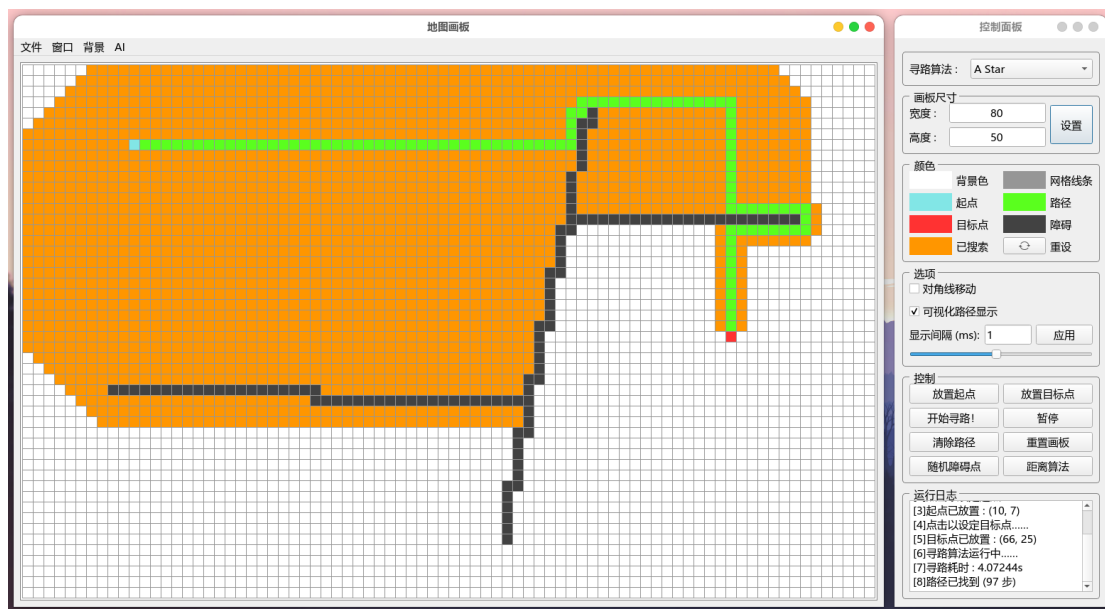 地图画板
文件 窗口 背景 AI
控制面板
寻路算法： A Star
画板尺寸
宽度： 80
高度： 50
设置
颜色
背景色 网格线条
起点 路径
目标点 障碍
已搜索 重设
选项
对角线移动
可视化路径显示
显示间隔 (ms): 1 应用
控制
放置起点 放置目标点
开始寻路! 暂停
清除路径 重置画板
随机障碍点 距离算法
运行日志
[3]起点已放置 : (10, 7)
[4]点击以设定目标点......
[5]目标点已放置 : (66, 25)
[6]寻路算法运行中......
[7]寻路耗时 : 4.07244s
[8]路径已找到 (97 步)